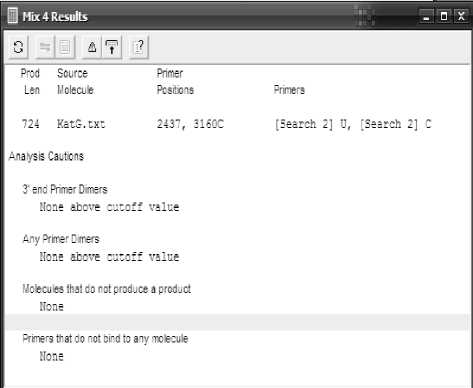 Mix 4 Results
Prod Source Primer
Len Molecule Positions Primers
724 KatG.txt 2437, 3160C [Search 2] U, [Search 2] C
Analysis Cautions
3' end Primer Dimers
None above cutoff value
Any Primer Dimers
None above cutoff value
Molecules that do not produce a product
None
Primers that do not bind to any molecule
None